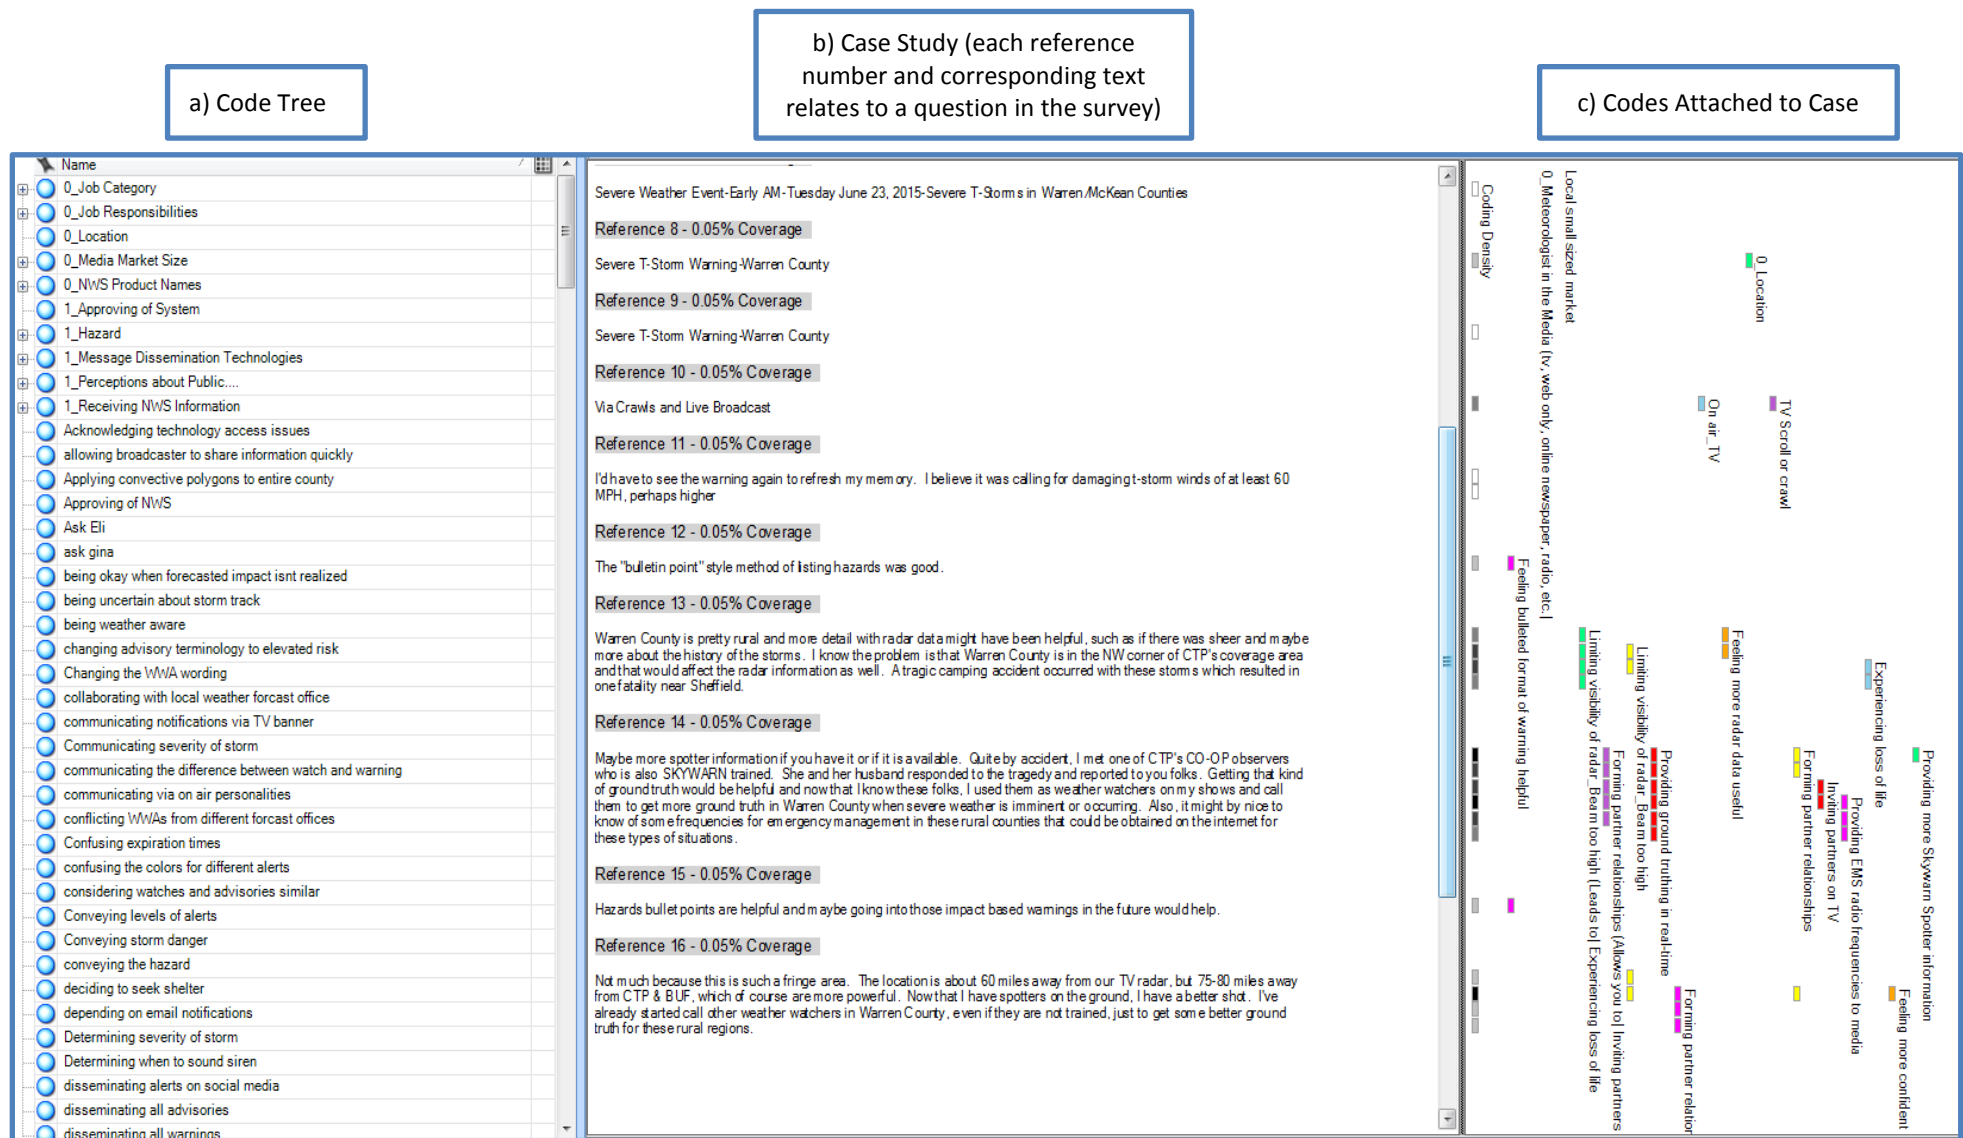 a) Code Tree
b) Case Study (each reference
number and corresponding text
relates to a question in the survey)
c) Codes Attached to Case
Name
0_Job Category
0_Job Responsibilities
0_Location
0_Media Market Size
0_NWS Product Names
1_Approving of System
1_Hazard
1_Message Dissemination Technologies
1_Perceptions about Public....
1_Receiving NWS Information
Acknowledging technology access issues
allowing broadcaster to share information quickly
Applying convective polygons to entire county
Approving of NWS
Ask Eli
ask gina
being okay when forecasted impact isnt realized
being uncertain about storm track
being weather aware
changing advisory terminology to elevated risk
Changing the WWA wording
collaborating with local weather forcast office
communicating notifications via TV banner
Communicating severity of storm
communicating the difference between watch and warning
communicating via on air personalities
conflicting WWAs from different forcast offices
Confusing expiration times
confusing the colors for different alerts
considering watches and advisories similar
Conveying levels of alerts
Conveying storm danger
conveying the hazard
deciding to seek shelter
depending on email notifications
Determining severity of storm
Determining when to sound siren
disseminating alerts on social media
disseminating all advisories
disseminating all warnings
Severe Weather Event-Early AM-Tuesday June 23, 2015-Severe T-Storms in Warren/McKean Counties
Reference 8 - 0.05% Coverage
Severe T-Storm Warning-Warren County
Reference 9 - 0.05% Coverage
Severe T-Storm Warning-Warren County
Reference 10 - 0.05% Coverage
Via Crawls and Live Broadcast
Reference 11 - 0.05% Coverage
I'd have to see the warning again to refresh my memory.  I believe it was calling for damaging t-storm winds of at least 60
MPH, perhaps higher
Reference 12 - 0.05% Coverage
The "bulletin point" style method of listing hazards was good.
Reference 13 - 0.05% Coverage
Warren County is pretty rural and more detail with radar data might have been helpful, such as if there was sheer and maybe
more about the history of the storms.  I know the problem is that Warren County is in the NW corner of CTP's coverage area
and that would affect the radar information as well.  A tragic camping accident occurred with these storms which resulted in
one fatality near Sheffield.
Reference 14 - 0.05% Coverage
Maybe more spotter information if you have it or if it is available.  Quite by accident, I met one of CTP's CO-OP observers
who is also SKYWARN trained.  She and her husband responded to the tragedy and reported to you folks. Getting that kind
of ground truth would be helpful and now that I know these folks, I used them as weather watchers on my shows and call
them to get more ground truth in Warren County when severe weather is imminent or occurring.  Also, it might by nice to
know of some frequencies for emergency management in these rural counties that could be obtained on the internet for
these types of situations.
Reference 15 - 0.05% Coverage
Hazards bullet points are helpful and maybe going into those impact based warnings in the future would help.
Reference 16 - 0.05% Coverage
Not much because this is such a fringe area.  The location is about 60 miles away from our TV radar, but 75-80 miles away
from CTP & BUF, which of course are more powerful.  Now that I have spotters on the ground, I have a better shot.  I've
already started call other weather watchers in Warren County, even if they are not trained, just to get some better ground
truth for these rural regions.
Coding Density
Feeling bulleted format of warning helpful
0_Meteorologist in the Media (tv, web only, online newspaper, radio, etc.)
Local small sized market
Limiting visibility of radar_Beam too high (Leads to) Experiencing loss of life
Forming partner relationships (Allows you to) Inviting partners
Limiting visibility of radar_Beam too high
Providing ground truthing in real-time
Forming partner relation
On air_TV
Feeling more radar data useful
0_Location
TV Scroll or crawl
Forming partner relationships
Inviting partners on TV
Providing EMS radio frequencies to media
Experiencing loss of life
Feeling more confident
Providing more Skywarn Spotter information